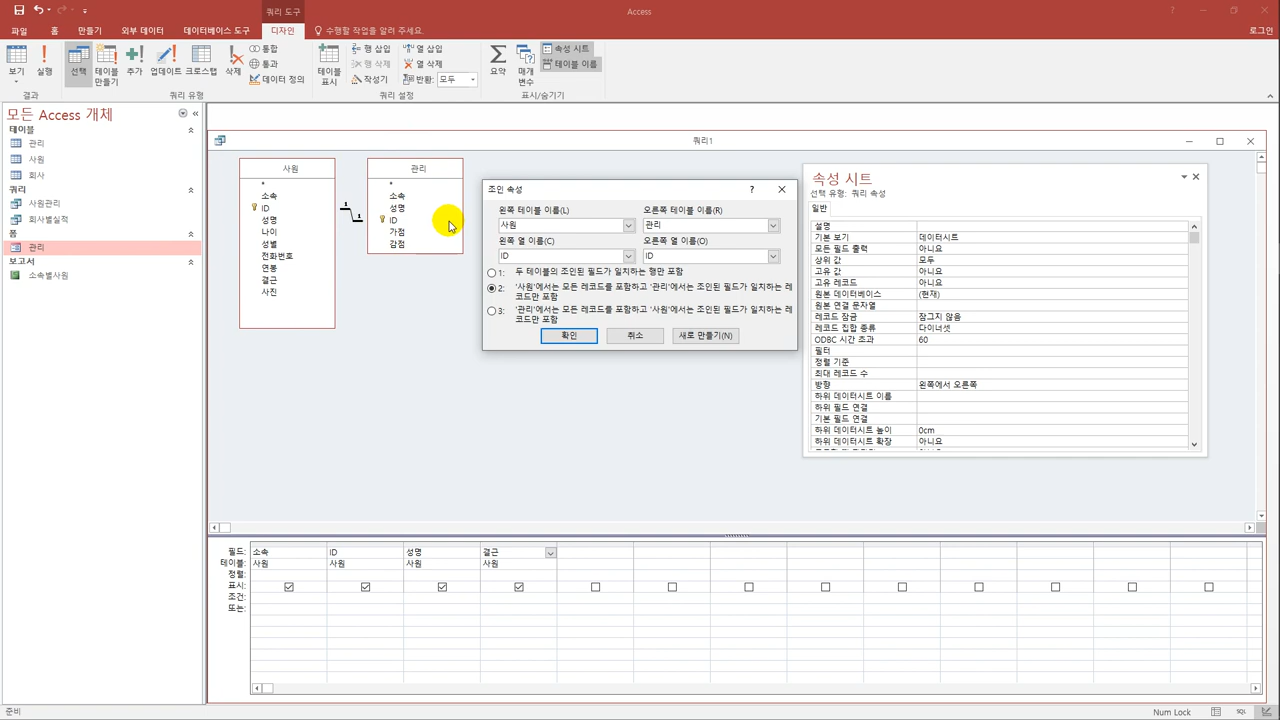 쿼리 도구
Access
로그인
파일
홈
만들기
외부 데이터
데이터베이스 도구
디자인
수행할 작업을 알려 주세요.
보기
실행
선택
테이블 만들기
추가
업데이트
크로스탭
삭제
통합
통과
데이터 정의
테이블 표시
행 삽입
행 삭제
작성기
열 삽입
열 삭제
반환: 모두
요약
매개 변수
속성 시트
테이블 이름
결과
쿼리 유형
쿼리 설정
표시/숨기기
모든 Access 개체
테이블
관리
사원
회사
쿼리
사원관리
회사별실적
폼
관리
보고서
소속별사원
쿼리1
사원
*
소속
ID
성명
나이
성별
전화번호
연봉
결근
사진
관리
*
소속
성명
ID
가점
감점
조인 속성
왼쪽 테이블 이름(L)
오른쪽 테이블 이름(R)
사원
관리
왼쪽 열 이름(C)
오른쪽 열 이름(O)
ID
ID
1: 두 테이블의 조인된 필드가 일치하는 행만 포함
2: '사원'에서는 모든 레코드를 포함하고 '관리'에서는 조인된 필드가 일치하는 레
코드만 포함
3: '관리'에서는 모든 레코드를 포함하고 '사원'에서는 조인된 필드가 일치하는 레
코드만 포함
확인
취소
새로 만들기(N)
속성 시트
선택 유형: 쿼리 속성
일반
설명
기본 보기 데이터시트
모든 필드 출력 아니요
상위 값 모두
고유 값 아니요
고유 레코드 아니요
원본 데이터베이스 (현재)
원본 연결 문자열
레코드 잠금 잠그지 않음
레코드 집합 종류 다이너셋
ODBC 시간 초과 60
필터
정렬 기준
최대 레코드 수
방향 왼쪽에서 오른쪽
하위 데이터시트 이름
하위 필드 연결
기본 필드 연결
하위 데이터시트 높이 0cm
하위 데이터시트 확장 아니요
필드: 소속 ID 성명 결근
테이블: 사원 사원 사원 사원
정렬:
표시:
조건:
또는:
준비
Num Lock
SQL